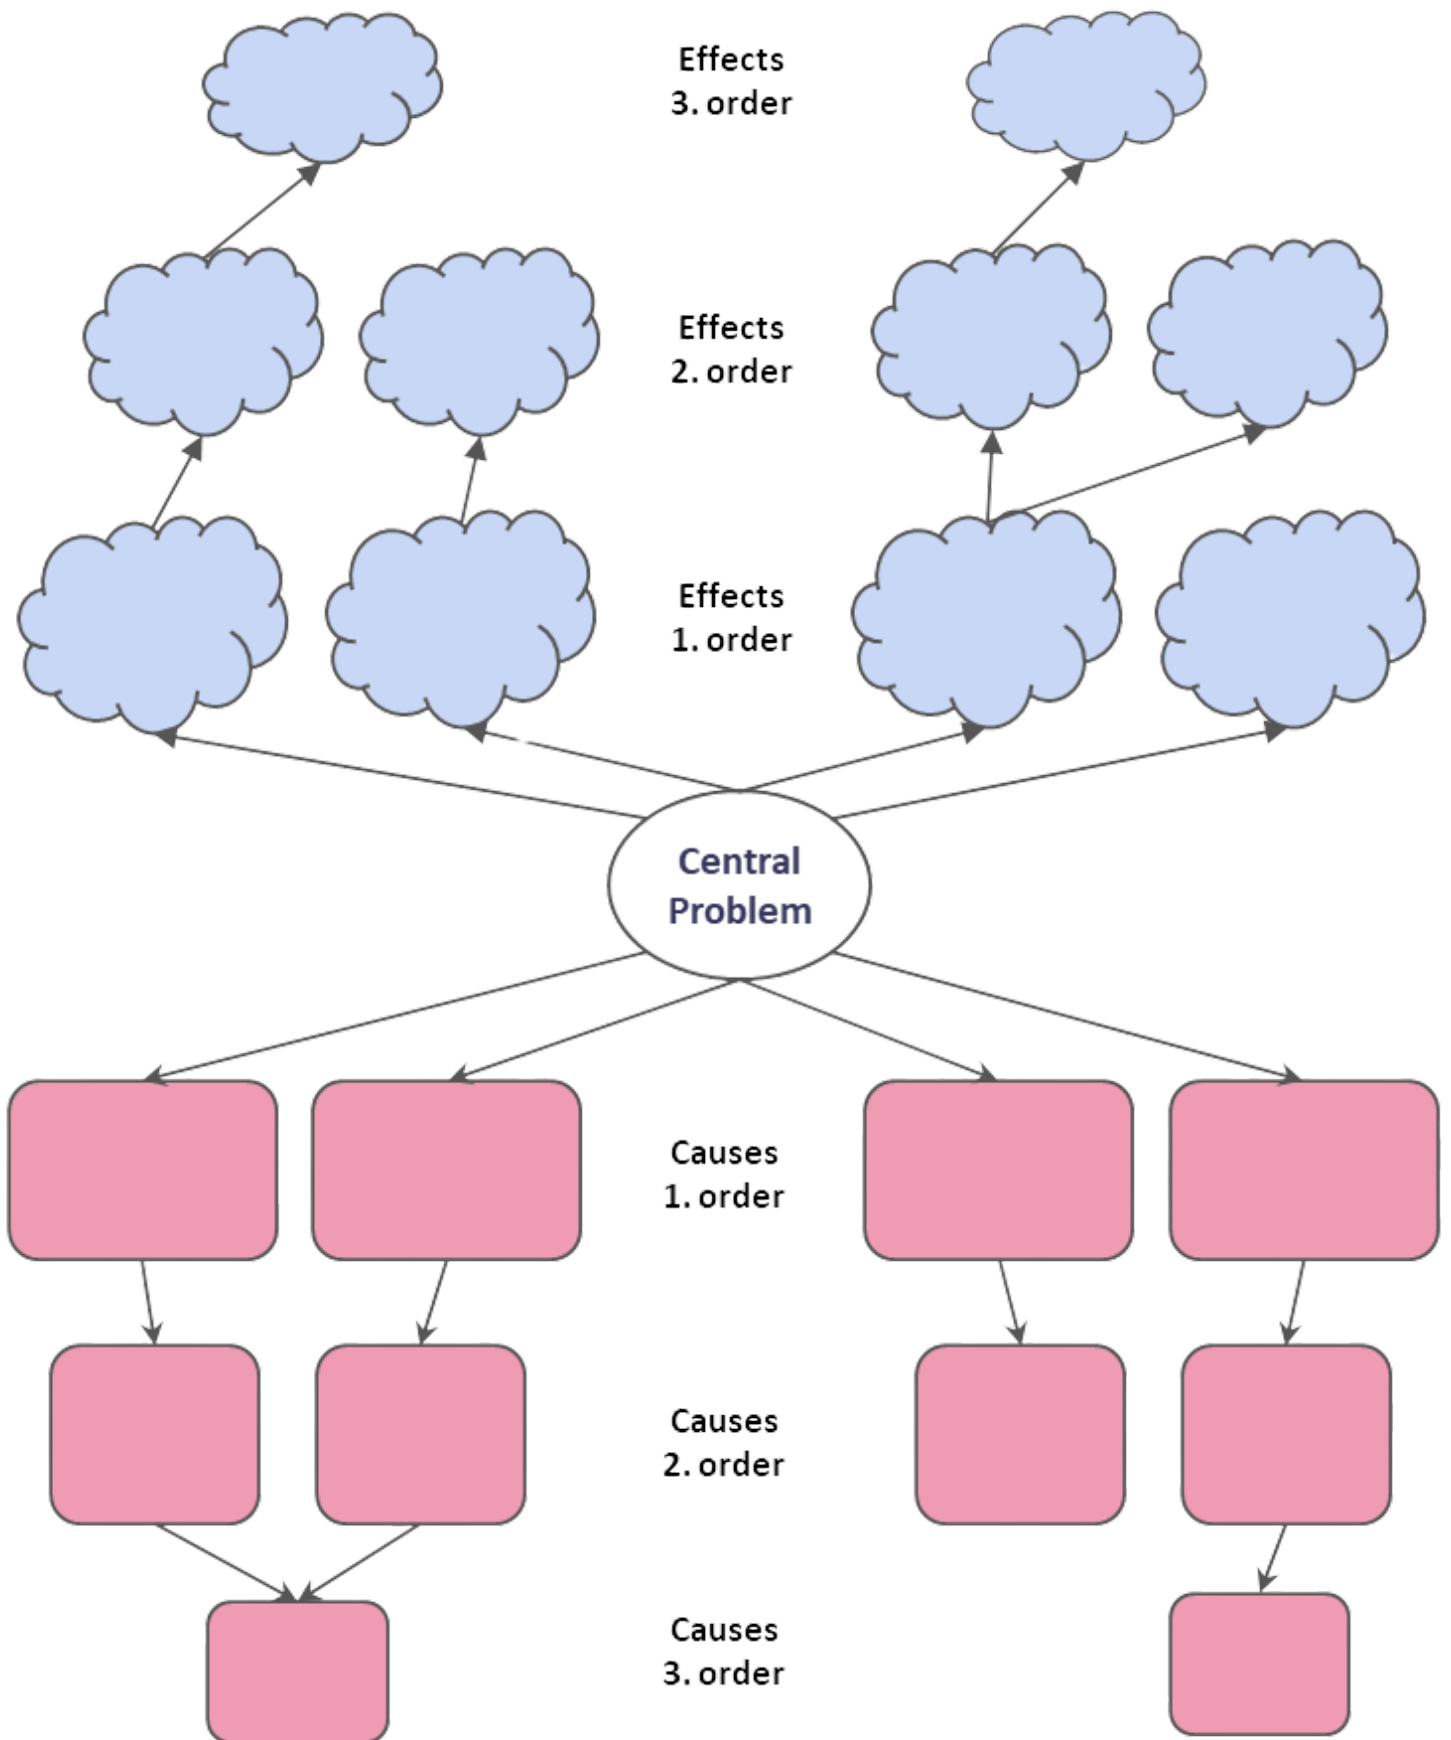 Effects
3. order
Effects
2. order
Effects
1. order
Central
Problem
Causes
1. order
Causes
2. order
Causes
3. order